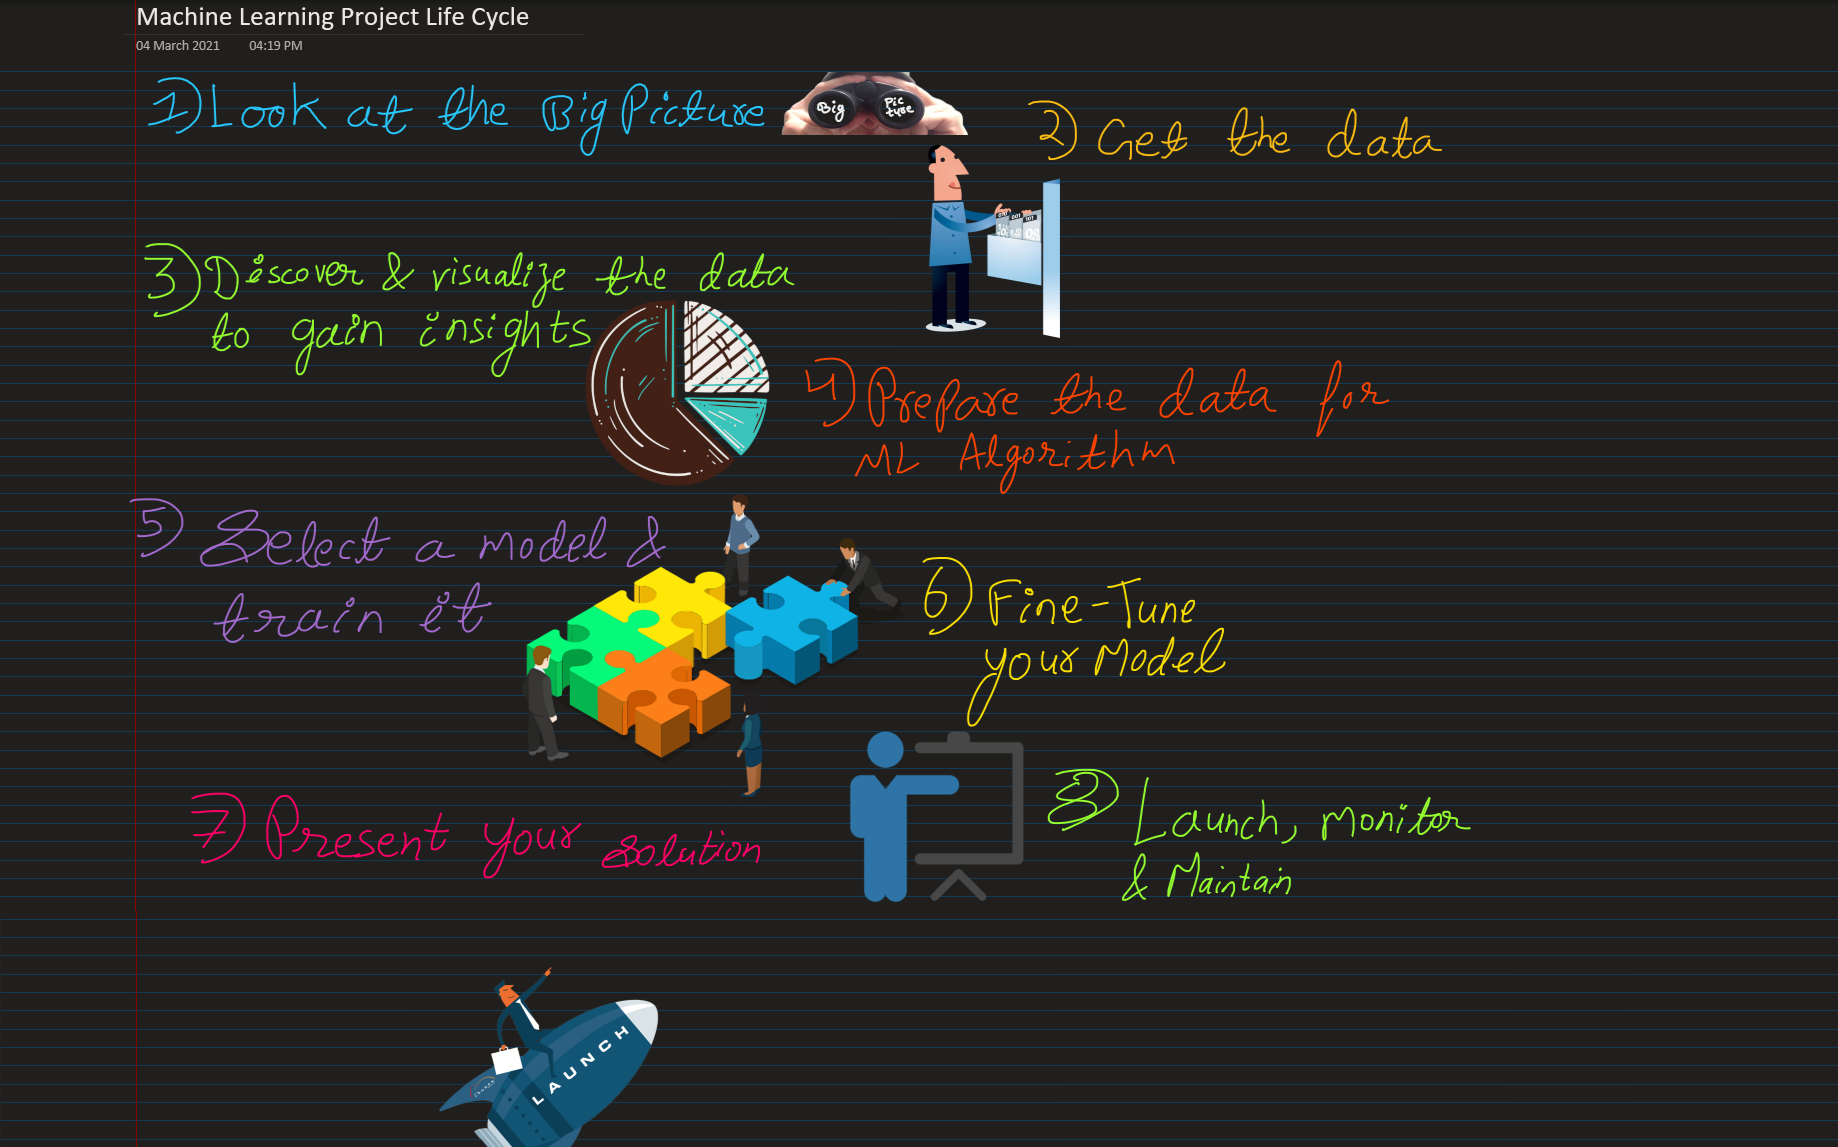 Machine Learning Project Life Cycle
04 March 2021 04:19 PM
1) Look at the Big Picture
Big Picture
2) Get the data
3) Discover & visualize the data
to gain insights
4) Prepare the data for
ML Algorithm
5) Select a model &
train it
6) Fine-Tune
your Model
7) Present your solution
8) Launch, Monitor
& Maintain
LAUNCH